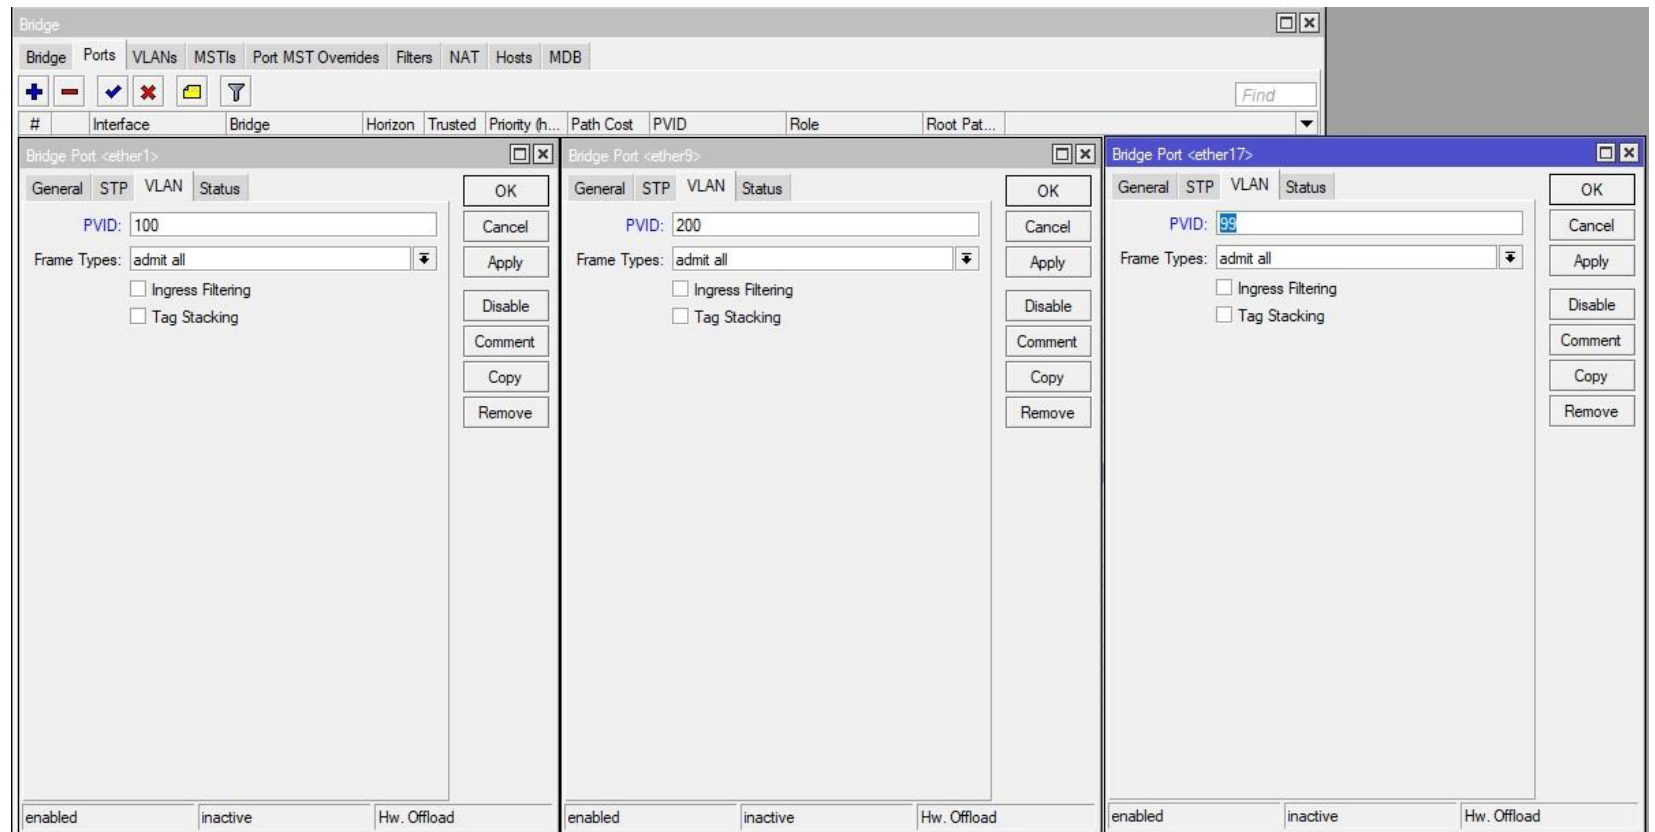 Bridge
Bridge Ports VLANs MSTIs Port MST Overrides Filters NAT Hosts MDB
Find
# Interface Bridge Horizon Trusted Priority (h... Path Cost PVID Role Root Pat...
Bridge Port <ether1>
General STP VLAN Status
PVID: 100
Frame Types: admit all
Ingress Filtering
Tag Stacking
OK
Cancel
Apply
Disable
Comment
Copy
Remove
enabled inactive Hw. Offload
Bridge Port <ether9>
General STP VLAN Status
PVID: 200
Frame Types: admit all
Ingress Filtering
Tag Stacking
OK
Cancel
Apply
Disable
Comment
Copy
Remove
enabled inactive Hw. Offload
Bridge Port <ether17>
General STP VLAN Status
PVID: 99
Frame Types: admit all
Ingress Filtering
Tag Stacking
OK
Cancel
Apply
Disable
Comment
Copy
Remove
enabled inactive Hw. Offload